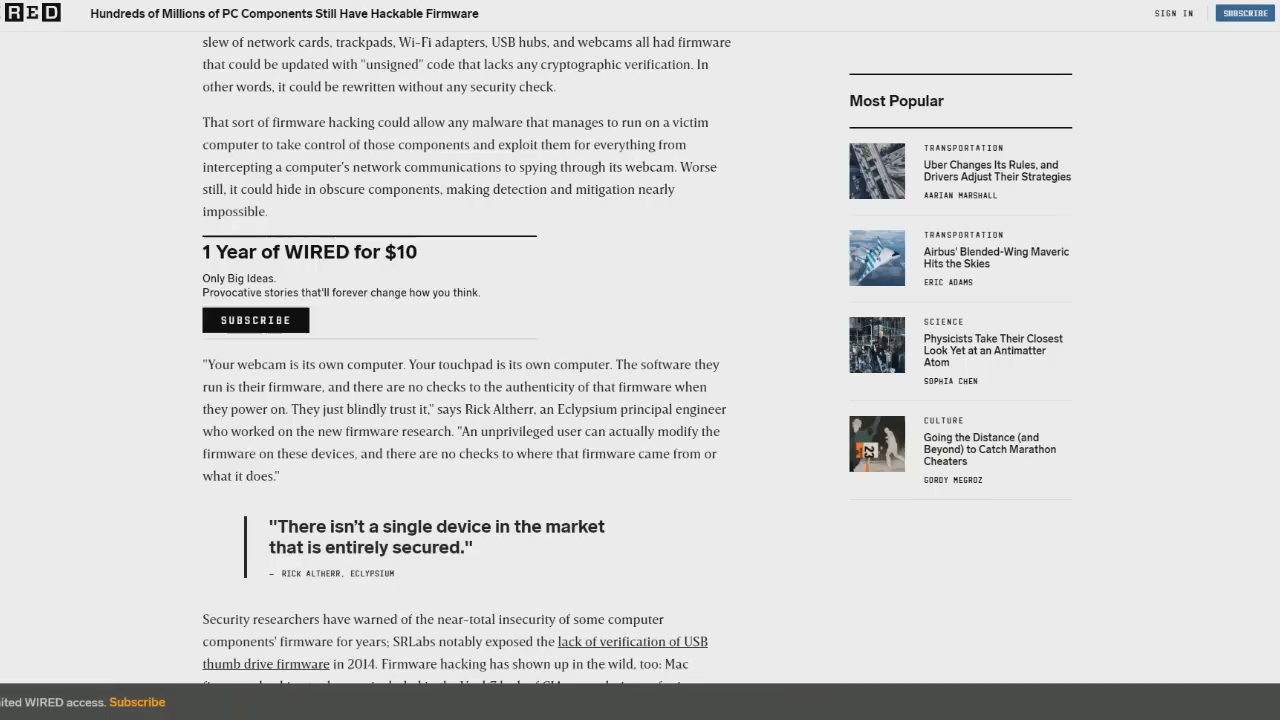 RED
Hundreds of Millions of PC Components Still Have Hackable Firmware
SIGN IN
SUBSCRIBE
slew of network cards, trackpads, Wi-Fi adapters, USB hubs, and webcams all had firmware
that could be updated with "unsigned" code that lacks any cryptographic verification. In
other words, it could be rewritten without any security check.
That sort of firmware hacking could allow any malware that manages to run on a victim
computer to take control of those components and exploit them for everything from
intercepting a computer's network communications to spying through its webcam. Worse
still, it could hide in obscure components, making detection and mitigation nearly
impossible.
1 Year of WIRED for $10
Only Big Ideas.
Provocative stories that'll forever change how you think.
SUBSCRIBE
"Your webcam is its own computer. Your touchpad is its own computer. The software they
run is their firmware, and there are no checks to the authenticity of that firmware when
they power on. They just blindly trust it," says Rick Altherr, an Eclypsium principal engineer
who worked on the new firmware research. "An unprivileged user can actually modify the
firmware on these devices, and there are no checks to where that firmware came from or
what it does."
"There isn't a single device in the market
that is entirely secured."
– RICK ALTHERR, ECLYPSIUM
Security researchers have warned of the near-total insecurity of some computer
components' firmware for years; SRLabs notably exposed the lack of verification of USB
thumb drive firmware in 2014. Firmware hacking has shown up in the wild, too: Mac
Most Popular
TRANSPORTATION
Uber Changes Its Rules, and
Drivers Adjust Their Strategies
AARIAN MARSHALL
TRANSPORTATION
Airbus' Blended-Wing Maveric
Hits the Skies
ERIC ADAMS
SCIENCE
Physicists Take Their Closest
Look Yet at an Antimatter
Atom
SOPHIA CHEN
CULTURE
Going the Distance (and
Beyond) to Catch Marathon
Cheaters
GORDY MEGROZ
ited WIRED access. Subscribe